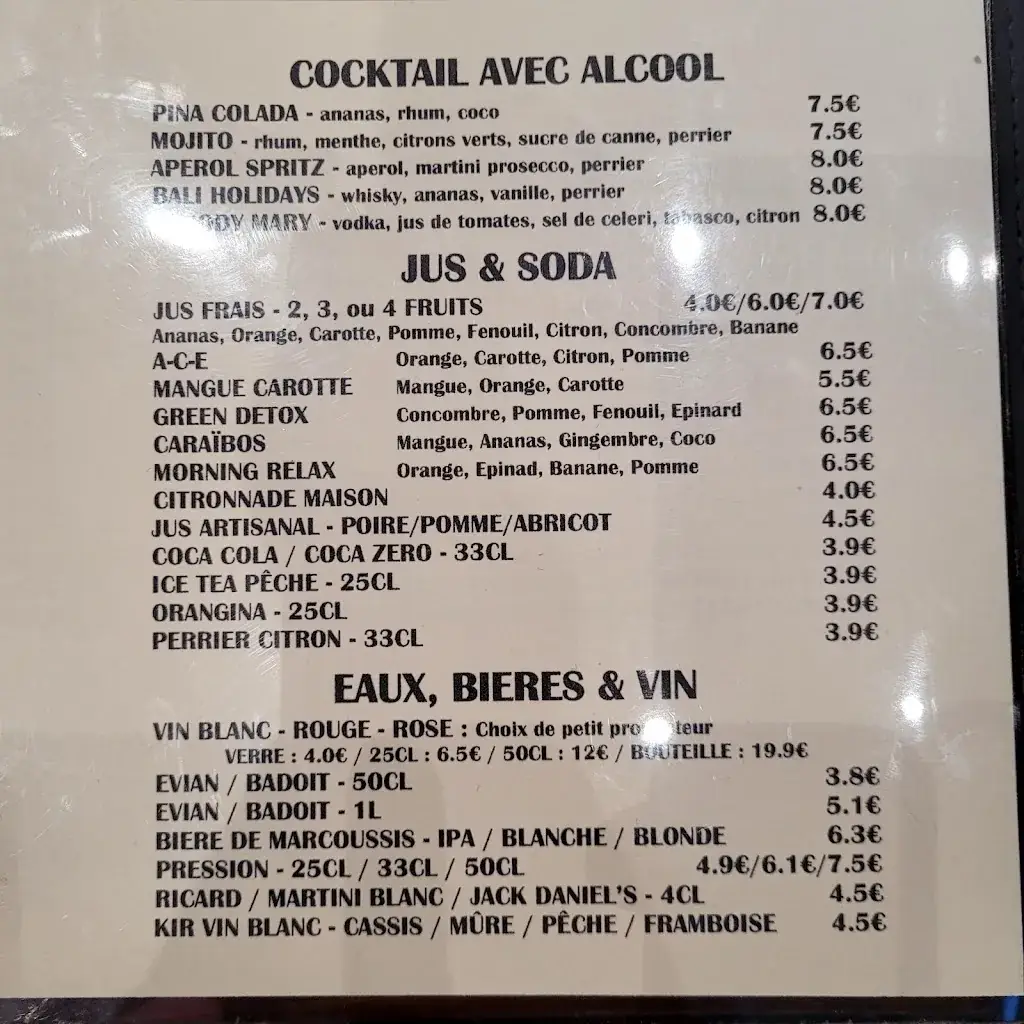 COCKTAIL AVEC ALCOOL
PINA COLADA - ananas, rhum, coco 7.5€
MOJITO - rhum, menthe, citrons verts, sucre de canne, perrier 7.5€
APEROL SPRITZ - aperol, martini prosecco, perrier 8.0€
BALI HOLIDAYS - whisky, ananas, vanille, perrier 8.0€
MARY - vodka, jus de tomates, sel de celeri, tabasco, citron 8.0€
JUS & SODA
JUS FRAIS - 2, 3, ou 4 FRUITS 4.0€/6.0€/7.0€
Ananas, Orange, Carotte, Pomme, Fenouil, Citron, Concombre, Banane
A-C-E Orange, Carotte, Citron, Pomme 6.5€
MANGUE CAROTTE Mangue, Orange, Carotte 5.5€
GREEN DETOX Concombre, Pomme, Fenouil, Epinard 6.5€
CARAÏBOS Mangue, Ananas, Gingembre, Coco 6.5€
MORNING RELAX Orange, Epinad, Banane, Pomme 6.5€
CITRONNADE MAISON 4.0€
JUS ARTISANAL - POIRE/POMME/ABRICOT 4.5€
COCA COLA / COCA ZERO - 33CL 3.9€
ICE TEA PÊCHE - 25CL 3.9€
ORANGINA - 25CL 3.9€
PERRIER CITRON - 33CL 3.9€
EAUX, BIERES & VIN
VIN BLANC - ROUGE - ROSE : Choix de petit
VERRE : 4.0€ / 25CL : 6.5€ / 50CL : 12€ / BOUTEILLE : 19.9€
EVIAN / BADOIT - 50CL 3.8€
EVIAN / BADOIT - 1L 5.1€
BIERE DE MARCOUSSIS - IPA / BLANCHE / BLONDE 6.3€
PRESSION - 25CL / 33CL / 50CL 4.9€/6.1€/7.5€
RICARD / MARTINI BLANC / JACK DANIEL'S - 4CL 4.5€
KIR VIN BLANC - CASSIS / MÛRE / PÊCHE / FRAMBOISE 4.5€